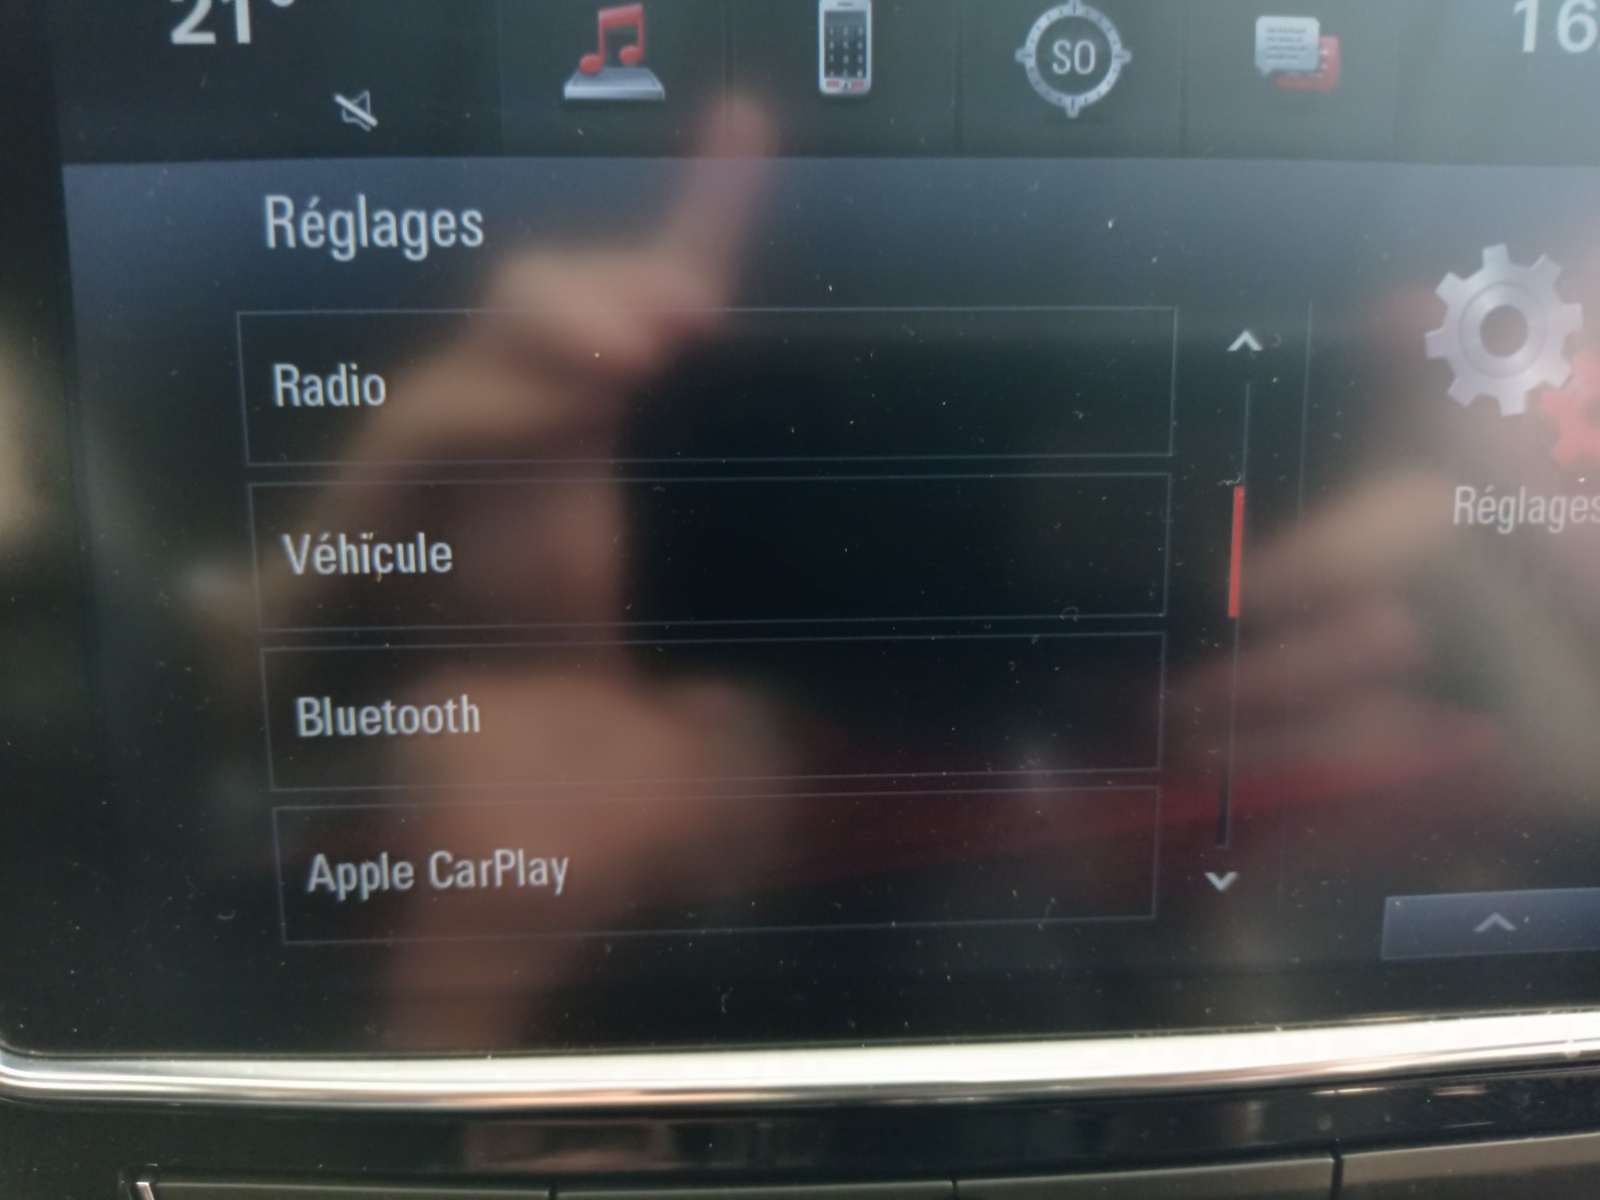 21°
SO
16
Réglages
Radio
Véhicule
Bluetooth
Apple CarPlay
Réglages